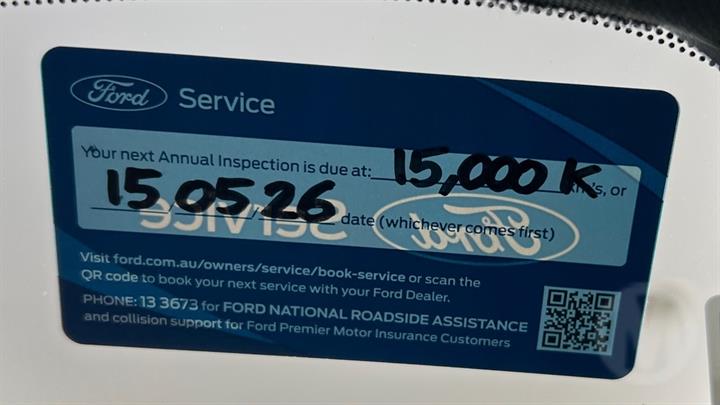 Ford Service
Your next Annual Inspection is due at: 15,000 K km's, or
15/05/26 date (whichever comes first)
Visit ford.com.au/owners/service/book-service or scan the
QR code to book your next service with your Ford Dealer.
PHONE: 13 3673 for FORD NATIONAL ROADSIDE ASSISTANCE
and collision support for Ford Premier Motor Insurance Customers
Ford Service